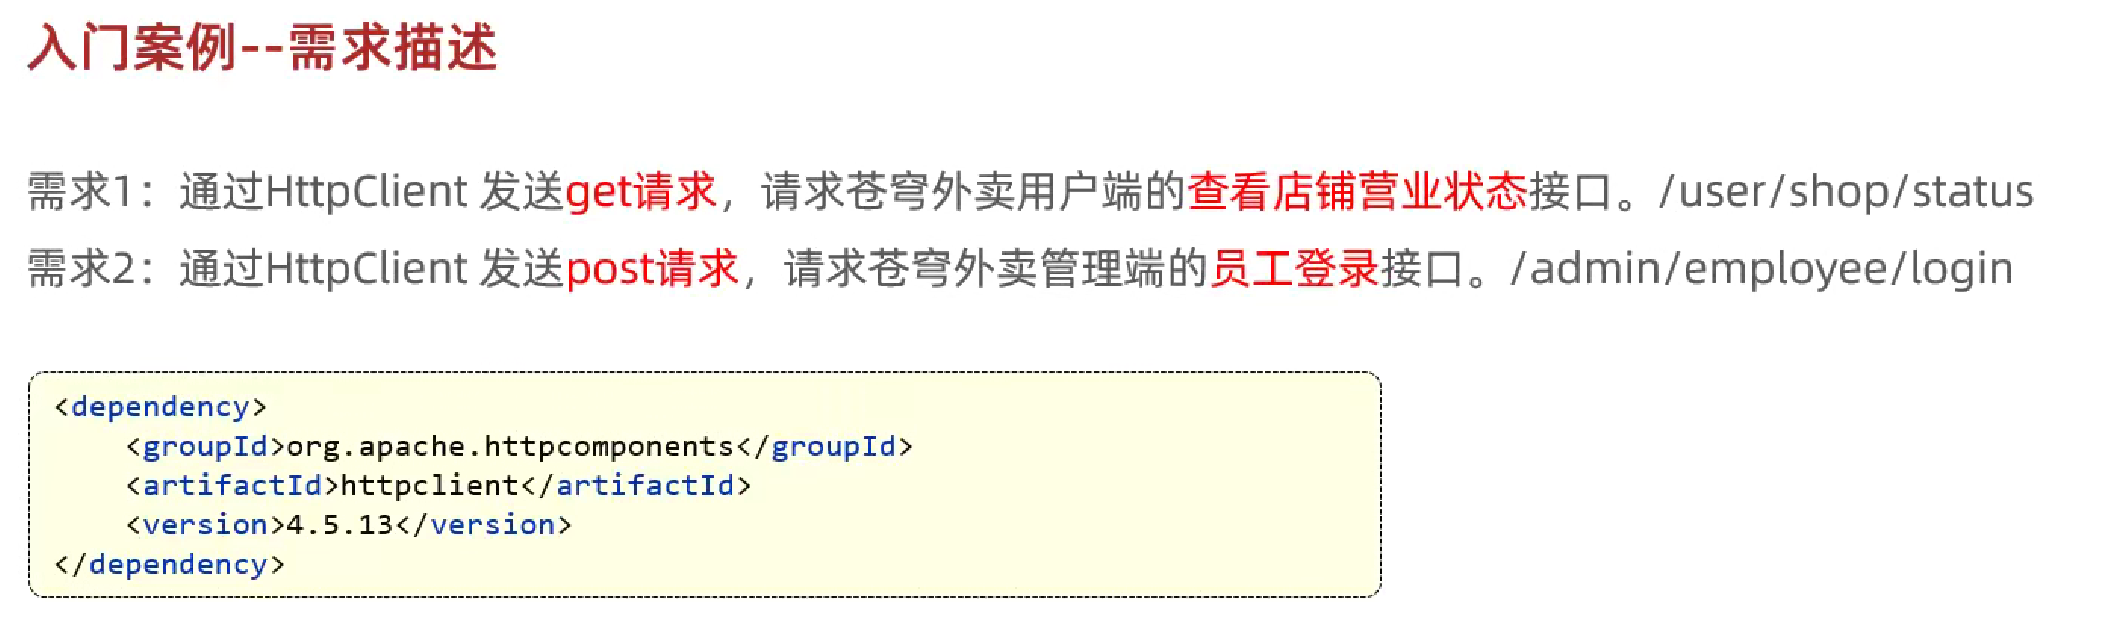 入门案例--需求描述
需求1：通过HttpClient 发送get请求，请求苍穹外卖用户端的查看店铺营业状态接口。/user/shop/status
需求2：通过HttpClient 发送post请求，请求苍穹外卖管理端的员工登录接口。/admin/employee/login
<dependency>
    <groupId>org.apache.httpcomponents</groupId>
    <artifactId>httpclient</artifactId>
    <version>4.5.13</version>
</dependency>